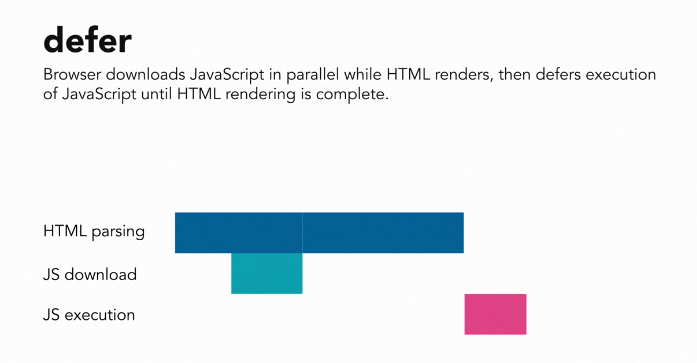 defer
Browser downloads JavaScript in parallel while HTML renders, then defers execution
of JavaScript until HTML rendering is complete.
HTML parsing
JS download
JS execution